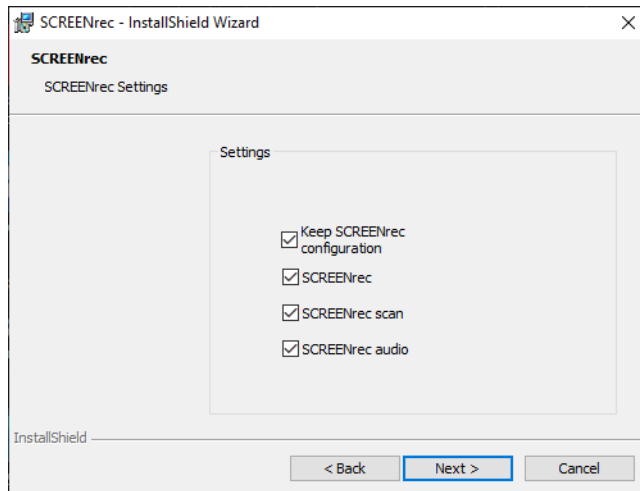 SCREENrec - InstallShield Wizard
SCREENrec
SCREENrec Settings
Settings
Keep SCREENrec
configuration
SCREENrec
SCREENrec scan
SCREENrec audio
InstallShield
< Back
Next >
Cancel